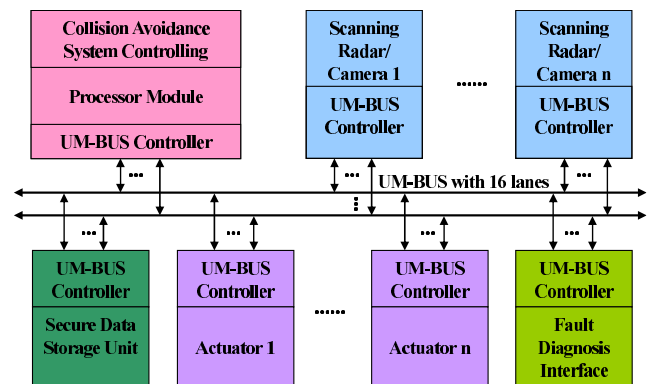 Collision Avoidance
System Controlling
Processor Module
UM-BUS Controller
Scanning
Radar/
Camera 1
UM-BUS
Controller
......
Scanning
Radar/
Camera n
UM-BUS
Controller
...
...
...
UM-BUS with 16 lanes
...
...
...
...
...
UM-BUS
Controller
Secure Data
Storage Unit
UM-BUS
Controller
Actuator 1
......
UM-BUS
Controller
Actuator n
UM-BUS
Controller
Fault
Diagnosis
Interface